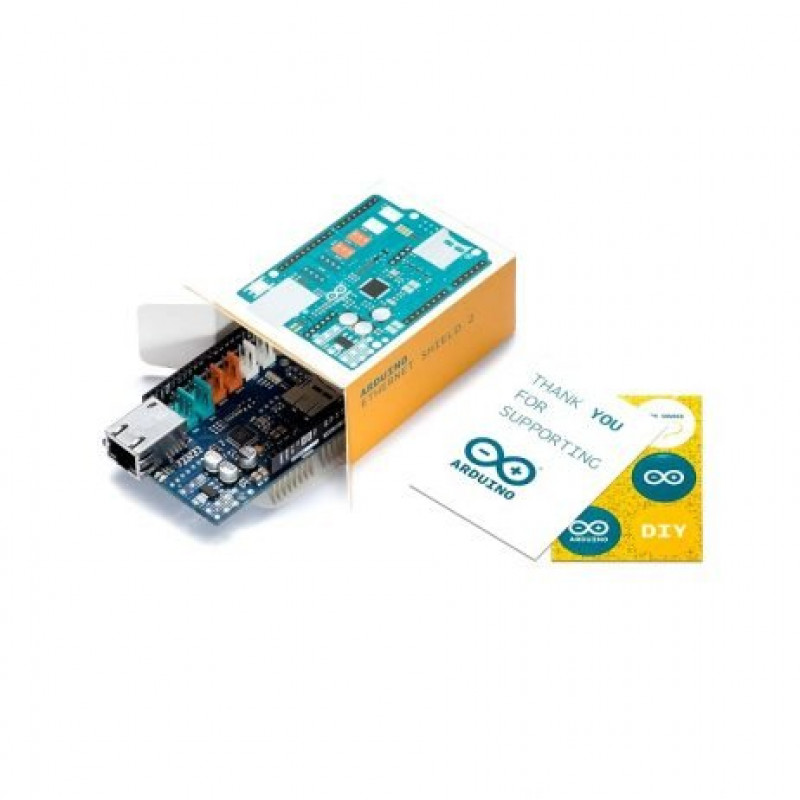 ARDUINO
ETHERNET SHIELD 2
THANK YOU
FOR
SUPPORTING
ARDUINO
ARDUINO
DIY